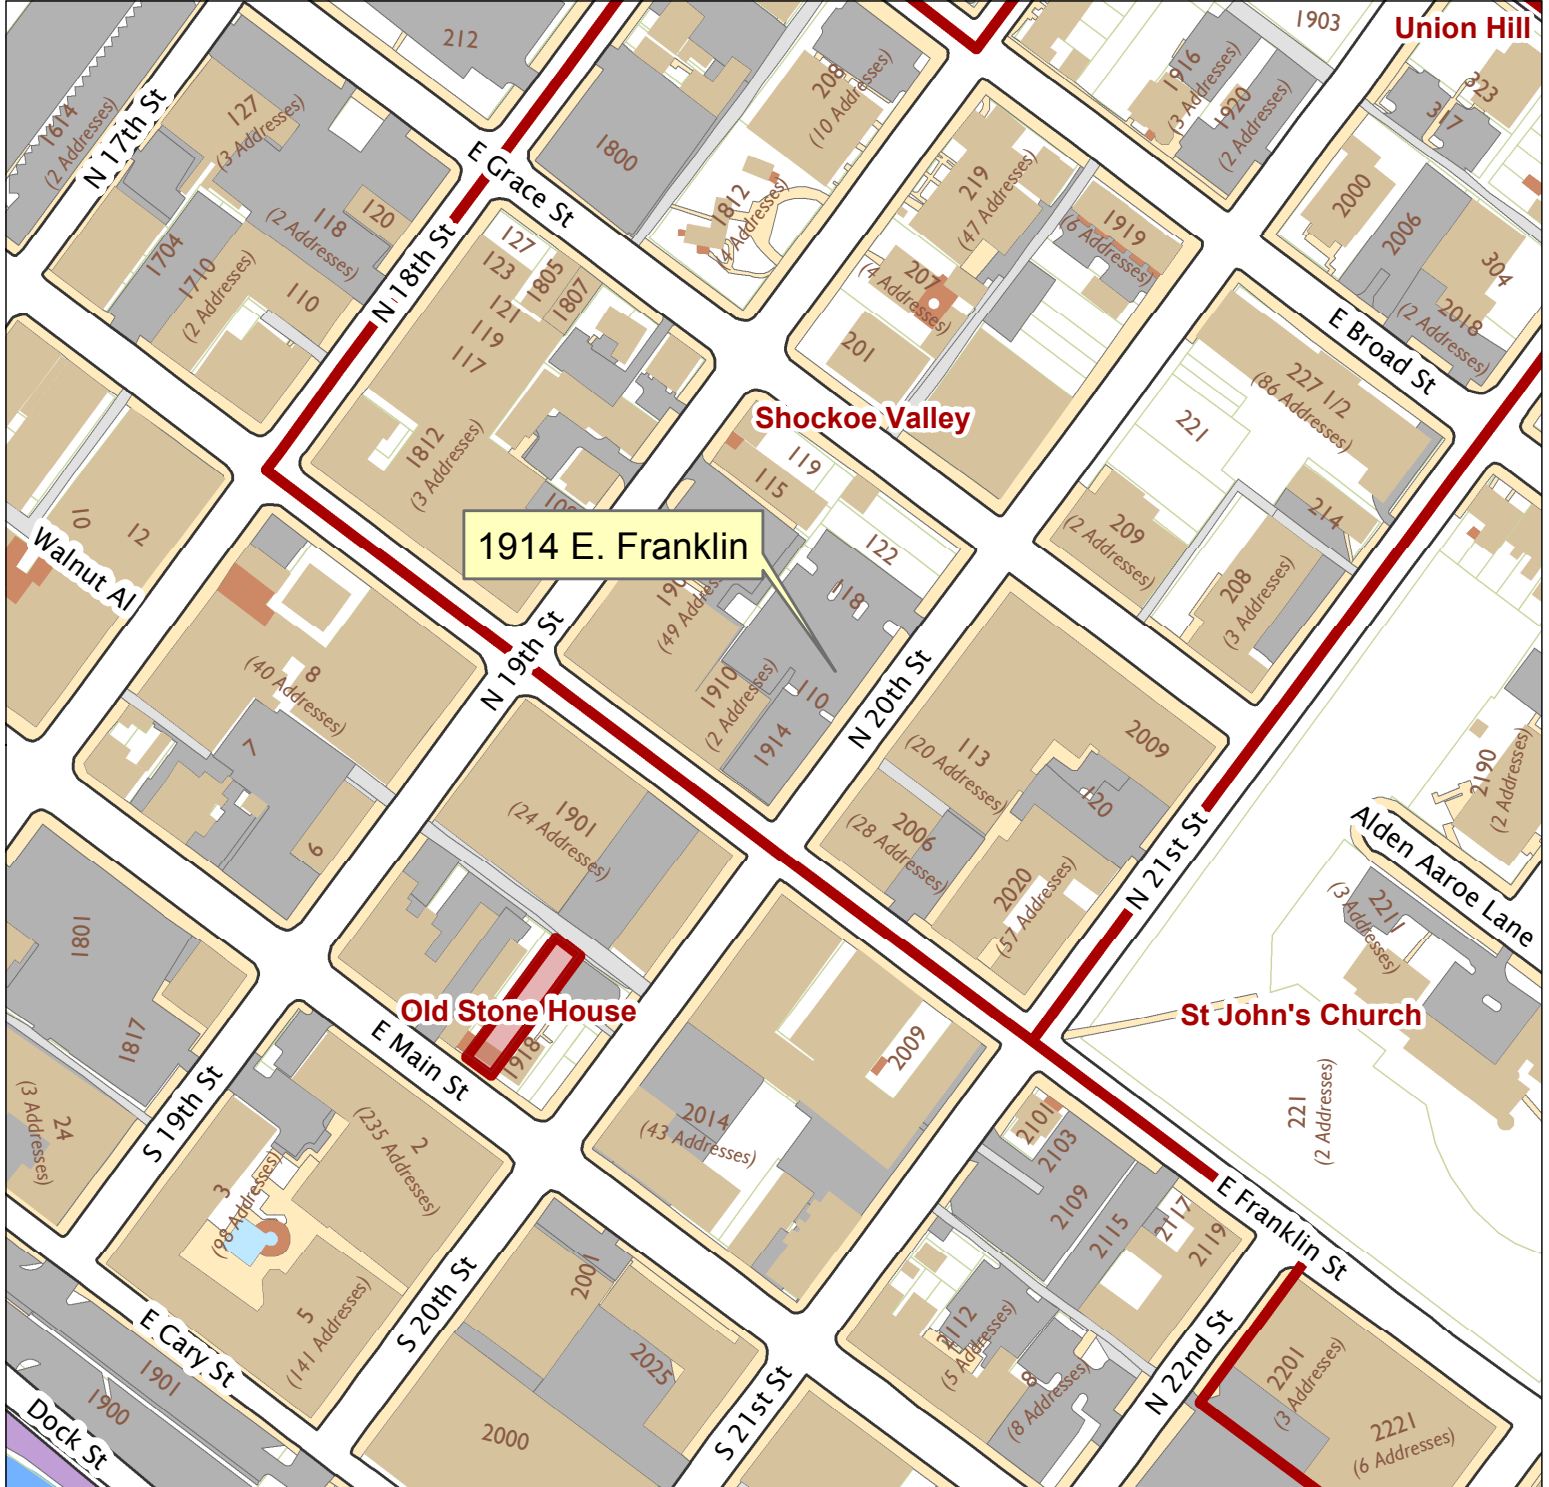 212
1903
Union Hill
1614
(2 Addresses)
N 17th St
127
(3 Addresses)
E Grace St
1800
208
(10 Addresses)
1916
(3 Addresses)
1920
(2 Addresses)
323
317
1812
(4 Addresses)
219
(47 Addresses)
1919
(6 Addresses)
2000
2006
304
2018
(2 Addresses)
120
118
(2 Addresses)
1704
1710
(2 Addresses)
110
N 18th St
127
123
121
119
117
1805
1807
207
(4 Addresses)
201
E Broad St
227 1/2
(86 Addresses)
221
214
Shockoe Valley
1812
(3 Addresses)
119
115
122
209
(2 Addresses)
208
(3 Addresses)
10
12
Walnut Al
1914 E. Franklin
(49 Addresses)
118
110
1910
(2 Addresses)
1914
N 19th St
N 20th St
8
(40 Addresses)
7
6
113
(20 Addresses)
2009
120
2006
(28 Addresses)
2020
(57 Addresses)
N 21st St
2190
(2 Addresses)
Alden Aaroe Lane
(3 Addresses)
1901
(24 Addresses)
1801
1817
Old Stone House
1918
E Main St
St John's Church
221
(2 Addresses)
2009
2014
(43 Addresses)
24
(3 Addresses)
S 19th St
2
(235 Addresses)
3
(98 Addresses)
5
(141 Addresses)
2101
2103
2109
2115
2117
2119
E Franklin St
2112
(5 Addresses)
8
(8 Addresses)
N 22nd St
2201
(3 Addresses)
2221
(6 Addresses)
S 20th St
2001
2025
2000
S 21st St
E Cary St
1901
1900
Dock St